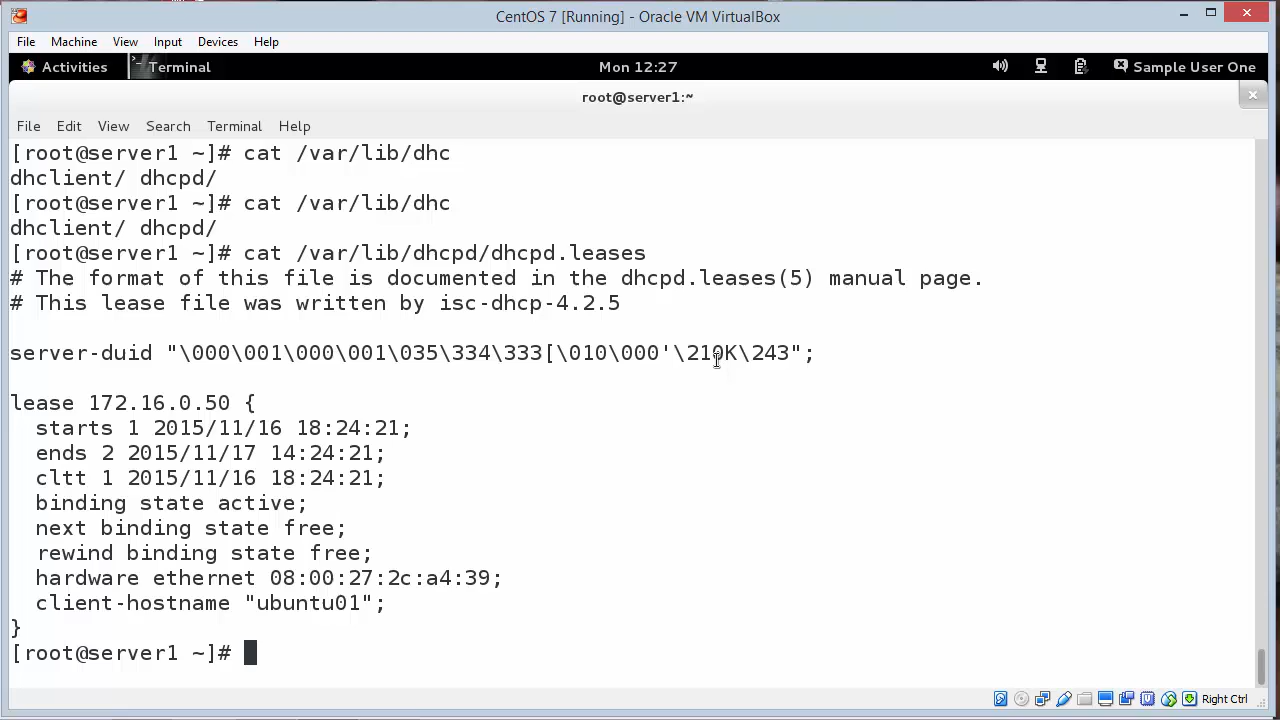 CentOS 7 [Running] - Oracle VM VirtualBox
File Machine View Input Devices Help
Activities Terminal Mon 12:27 Sample User One
root@server1:~
File Edit View Search Terminal Help
[root@server1 ~]# cat /var/lib/dhc
dhclient/ dhcpd/
[root@server1 ~]# cat /var/lib/dhc
dhclient/ dhcpd/
[root@server1 ~]# cat /var/lib/dhcpd/dhcpd.leases
# The format of this file is documented in the dhcpd.leases(5) manual page.
# This lease file was written by isc-dhcp-4.2.5
server-duid "\000\001\000\001\035\334\333[\010\000'\210K\243";
lease 172.16.0.50 {
starts 1 2015/11/16 18:24:21;
ends 2 2015/11/17 14:24:21;
cltt 1 2015/11/16 18:24:21;
binding state active;
next binding state free;
rewind binding state free;
hardware ethernet 08:00:27:2c:a4:39;
client-hostname "ubuntu01";
}
[root@server1 ~]#
Right Ctrl